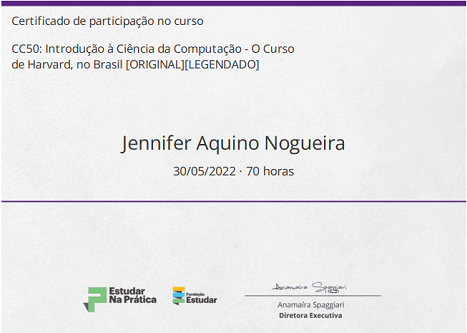 Certificado de participação no curso
CC50: Introdução à Ciência da Computação - O Curso
de Harvard, no Brasil [ORIGINAL][LEGENDADO]
Jennifer Aquino Nogueira
30/05/2022 · 70 horas
Estudar
Na Prática
Fundação
Estudar
Anamaíra Spaggiari
Anamaíra Spaggiari
Diretora Executiva